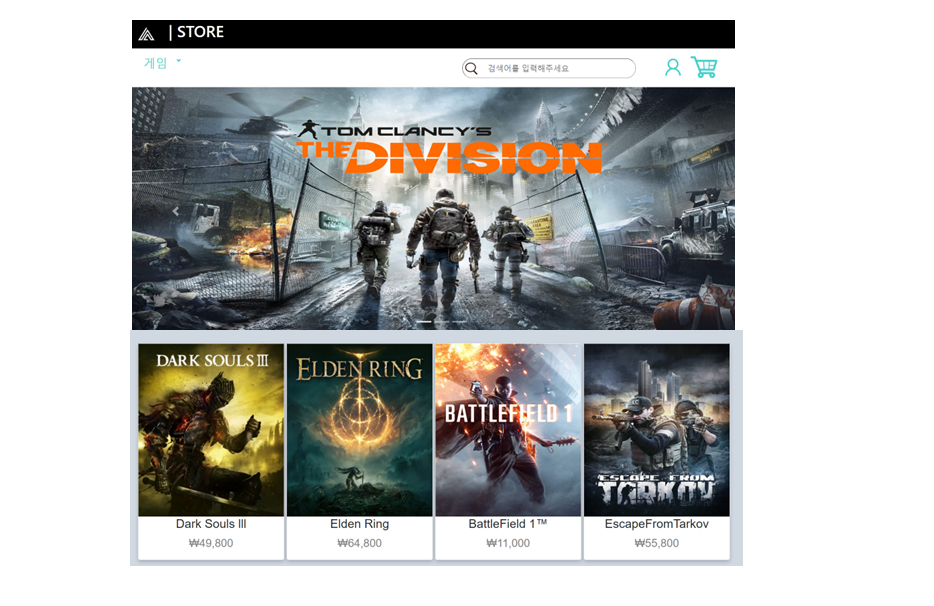 | STORE
게임
검색어를 입력해주세요
TOM CLANCY'S
THE DIVISION
DARK SOULS III
ELDEN RING
BATTLEFIELD 1
ESCAPE FROM
TARKOV
Dark Souls lll
Elden Ring
BattleField 1™
EscapeFromTarkov
₩49,800
₩64,800
₩11,000
₩55,800